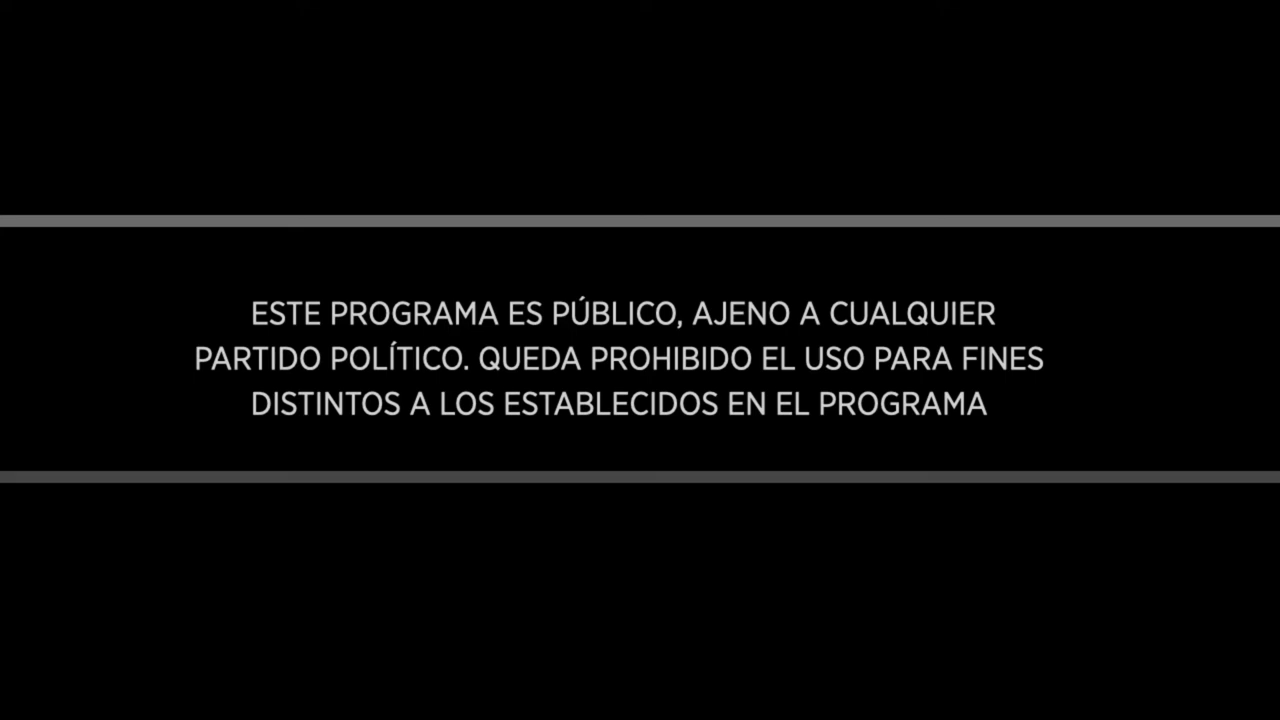 ESTE PROGRAMA ES PÚBLICO, AJENO A CUALQUIER
PARTIDO POLÍTICO. QUEDA PROHIBIDO EL USO PARA FINES
DISTINTOS A LOS ESTABLECIDOS EN EL PROGRAMA